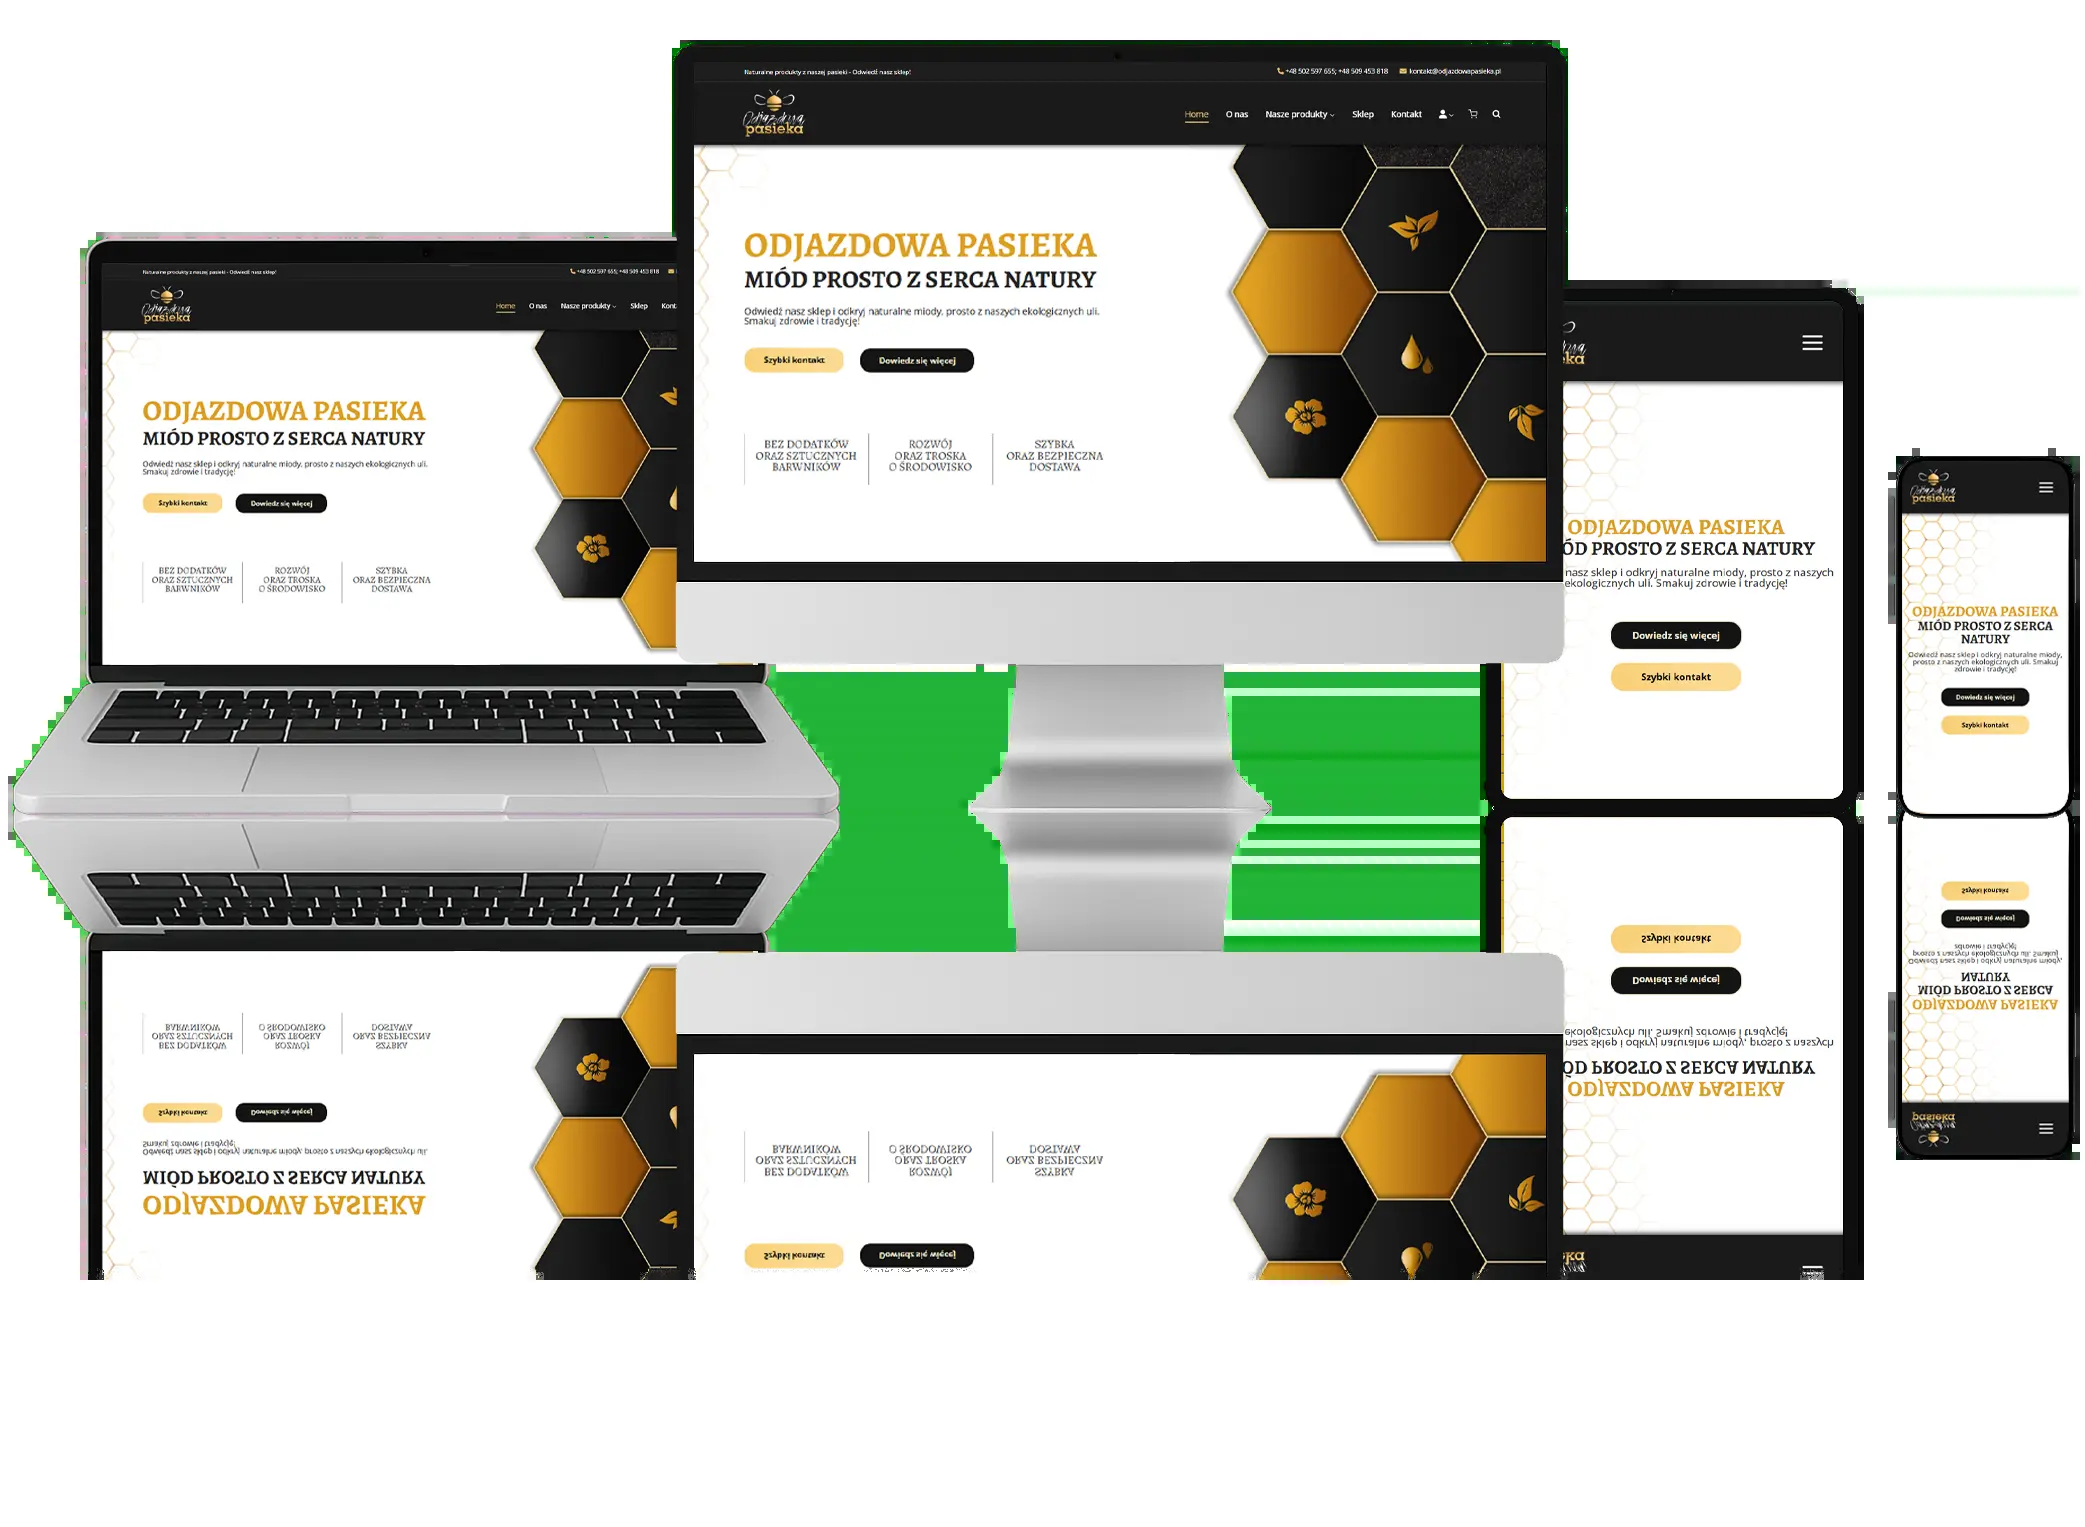 Naturalne produkty z naszej pasieki - Odwiedź nasz sklep!
+48 502 597 655; +48 509 453 818
kontakt@odjazdowapasieka.pl
Odjazdowa
pasieka
Home
O nas
Nasze produkty
Sklep
Kontakt
ODJAZDOWA PASIEKA
MIÓD PROSTO Z SERCA NATURY
Odwiedź nasz sklep i odkryj naturalne miody, prosto z naszych ekologicznych uli.
Smakuj zdrowie i tradycję!
Szybki kontakt
Dowiedz się więcej
BEZ DODATKÓW
ORAZ SZTUCZNYCH
BARWNIKÓW
ROZWÓJ
ORAZ TROSKA
O ŚRODOWISKO
SZYBKA
ORAZ BEZPIECZNA
DOSTAWA
Naturalne produkty z naszej pasieki - Odwiedź nasz sklep!
+48 502 597 655; +48 509 453 818
Odjazdowa
pasieka
Home
O nas
Nasze produkty
Sklep
Kont
ODJAZDOWA PASIEKA
MIÓD PROSTO Z SERCA NATURY
Odwiedź nasz sklep i odkryj naturalne miody, prosto z naszych ekologicznych uli.
Smakuj zdrowie i tradycję!
Szybki kontakt
Dowiedz się więcej
BEZ DODATKÓW
ORAZ SZTUCZNYCH
BARWNIKÓW
ROZWÓJ
ORAZ TROSKA
O ŚRODOWISKO
SZYBKA
ORAZ BEZPIECZNA
DOSTAWA
ODJAZDOWA PASIEKA
ÓD PROSTO Z SERCA NATURY
nasz sklep i odkryj naturalne miody, prosto z naszych
ekologicznych uli. Smakuj zdrowie i tradycję!
Dowiedz się więcej
Szybki kontakt
Odjazdowa
pasieka
ODJAZDOWA PASIEKA
MIÓD PROSTO Z SERCA
NATURY
Odwiedź nasz sklep i odkryj naturalne miody,
prosto z naszych ekologicznych uli. Smakuj
zdrowie i tradycję!
Dowiedz się więcej
Szybki kontakt